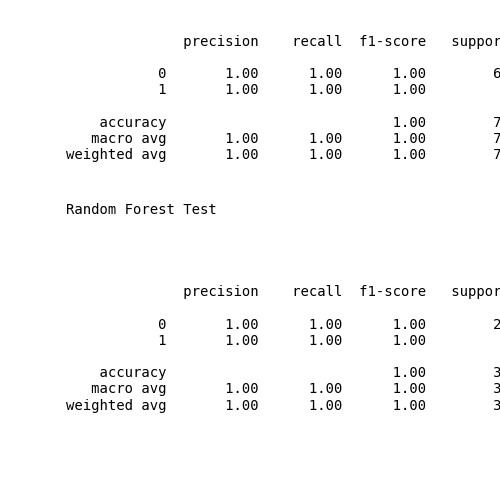 precision recall f1-score suppor
0 1.00 1.00 1.00 6
1 1.00 1.00 1.00
accuracy 1.00 7
macro avg 1.00 1.00 1.00 7
weighted avg 1.00 1.00 1.00 7
Random Forest Test
precision recall f1-score suppor
0 1.00 1.00 1.00 2
1 1.00 1.00 1.00
accuracy 1.00 3
macro avg 1.00 1.00 1.00 3
weighted avg 1.00 1.00 1.00 3